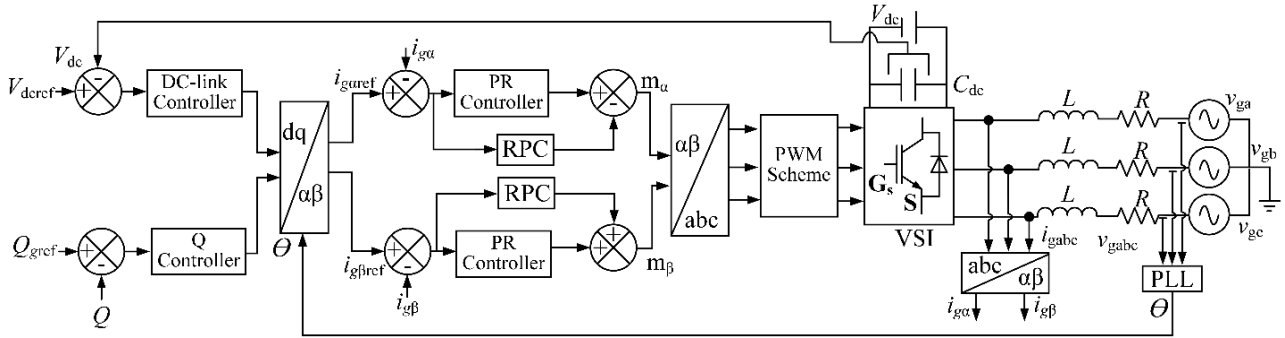 V_dc
V_dcref
DC-link
Controller
Q_gref
Q
Q
Controller
dq
αβ
Θ
i_gα
i_gαref
PR
Controller
RPC
m_α
RPC
PR
Controller
m_β
i_gβref
i_gβ
αβ
abc
PWM
Scheme
V_dc
C_dc
G_s
S
VSI
L
R
v_ga
L
R
v_gb
L
R
v_gc
i_gabc
v_gabc
abc
αβ
i_gα
i_gβ
PLL
Θ